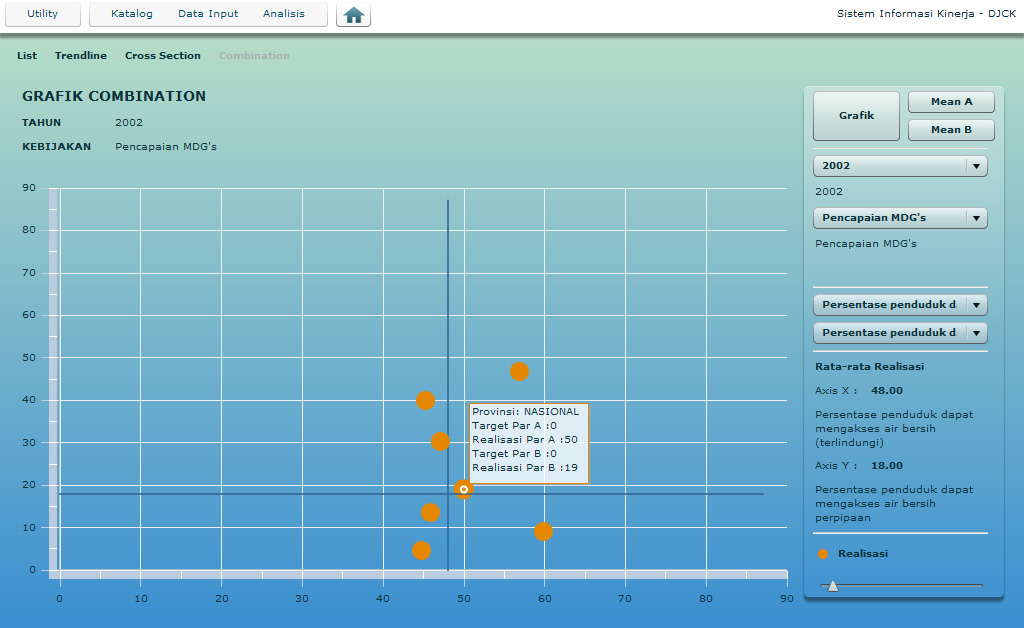 Utility Katalog Data Input Analisis Sistem Informasi Kinerja - DJCK
List Trendline Cross Section Combination
GRAFIK COMBINATION
TAHUN 2002
KEBIJAKAN Pencapaian MDG's
90
80
70
60
50
40
30
20
10
0
0 10 20 30 40 50 60 70 80 90
Provinsi: NASIONAL
Target Par A :0
Realisasi Par A :50
Target Par B :0
Realisasi Par B :19
Grafik
Mean A
Mean B
2002
2002
Pencapaian MDG's
Pencapaian MDG's
Persentase penduduk d
Persentase penduduk d
Rata-rata Realisasi
Axis X : 48.00
Persentase penduduk dapat
mengakses air bersih
(terlindungi)
Axis Y : 18.00
Persentase penduduk dapat
mengakses air bersih
perpipaan
Realisasi